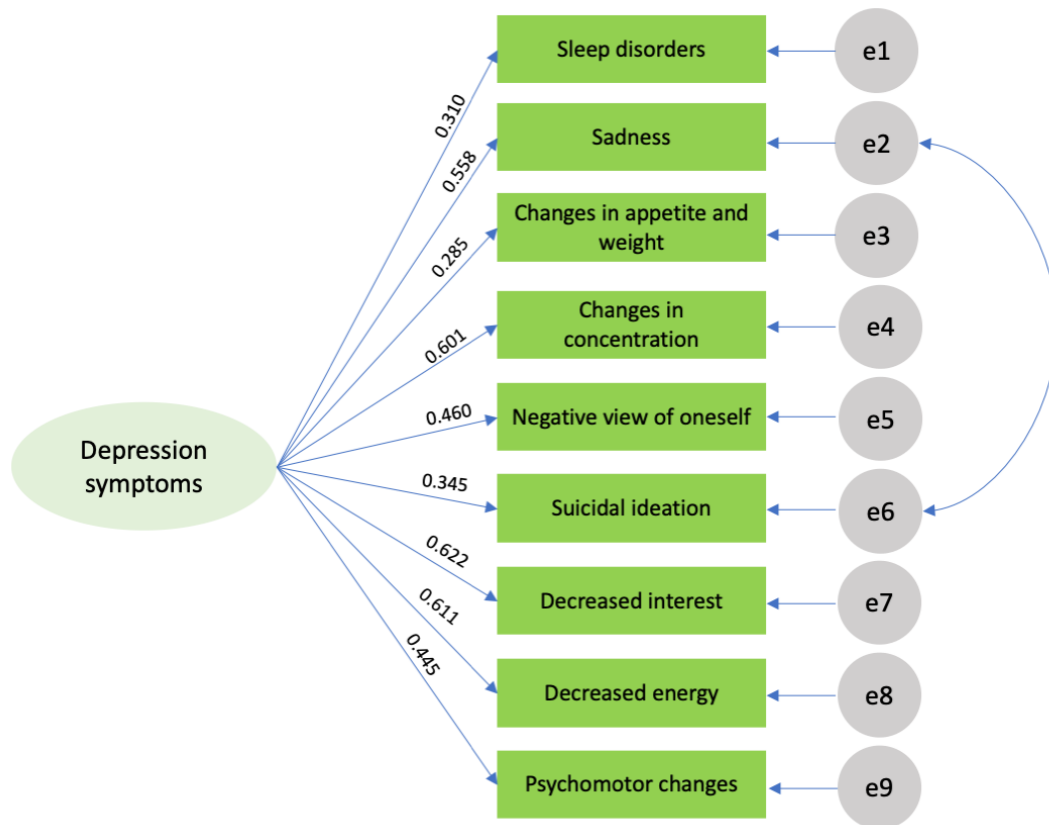 Sleep disorders
e1
0.310
Sadness
e2
0.558
Changes in appetite and
weight
e3
0.285
Changes in
concentration
e4
0.601
Negative view of oneself
e5
0.460
Depression
symptoms
Suicidal ideation
e6
0.345
Decreased interest
e7
0.622
Decreased energy
e8
0.611
Psychomotor changes
e9
0.445